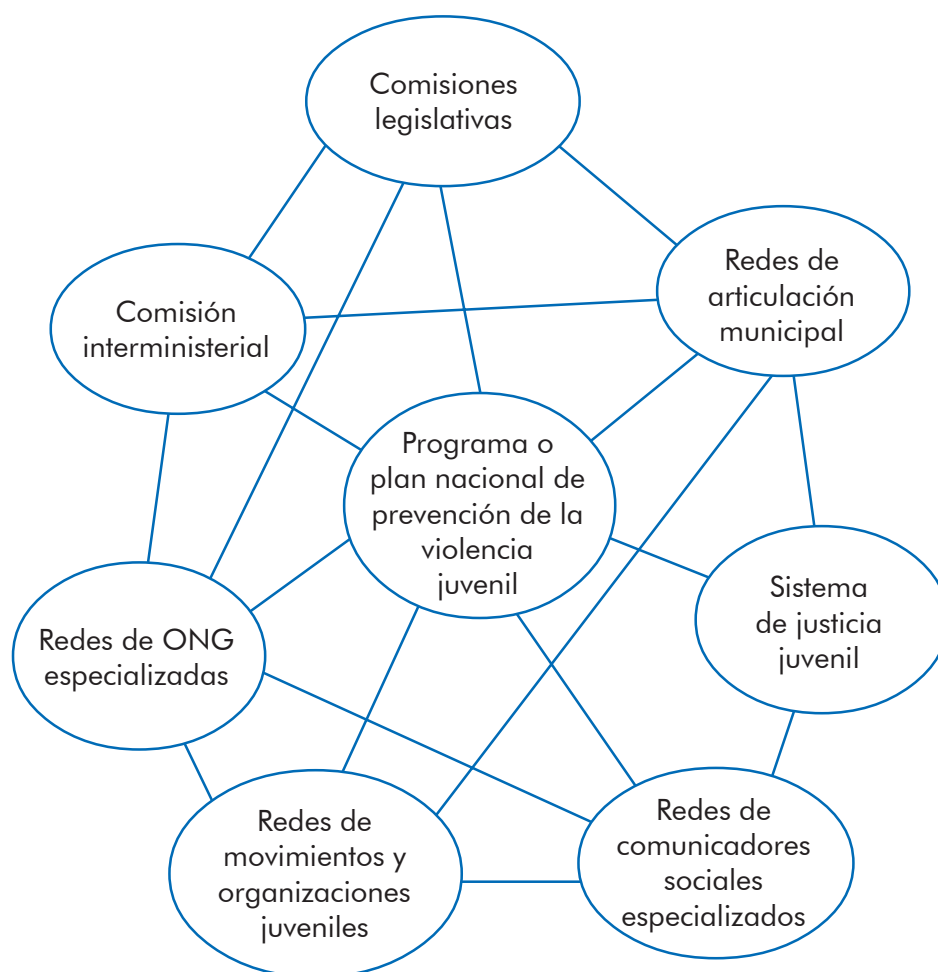 Comisiones
legislativas
Redes de
articulación
municipal
Comisión
interministerial
Programa o
plan nacional de
prevención de la
violencia
juvenil
Sistema
de justicia
juvenil
Redes de ONG
especializadas
Redes de
movimientos y
organizaciones
juveniles
Redes de
comunicadores
sociales
especializados